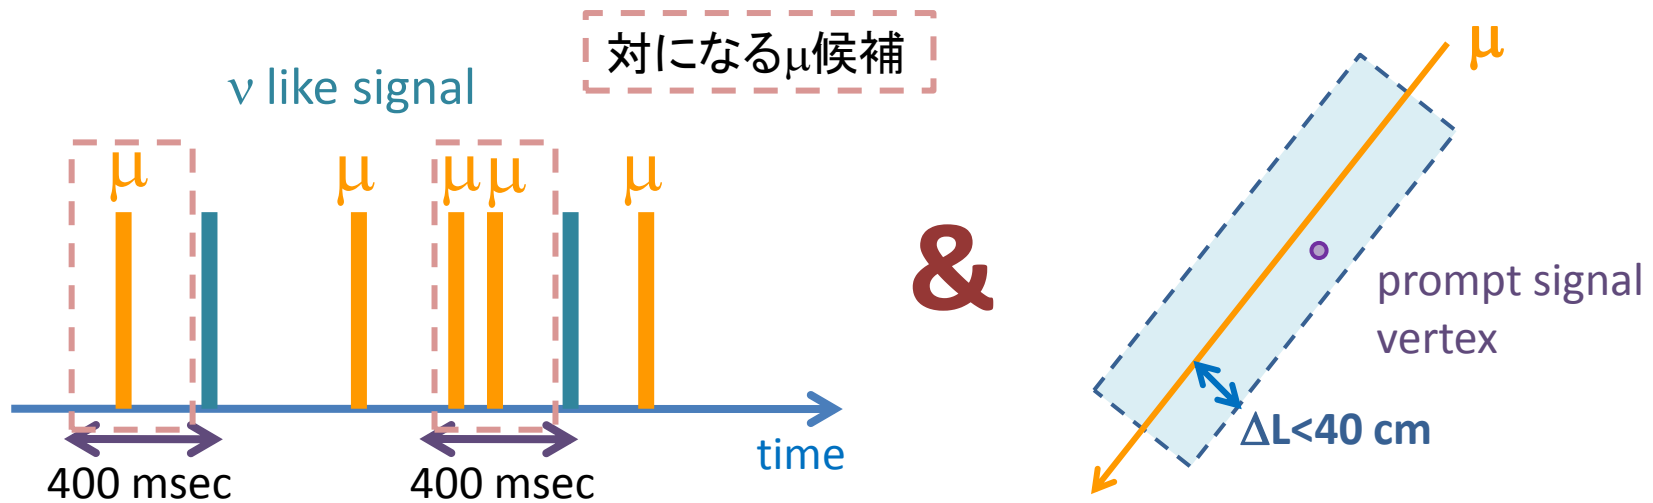 対になるμ候補
ν like signal
μ
μ
μ
μ
μ
400 msec
400 msec
time
&
μ
prompt signal
vertex
ΔL<40 cm